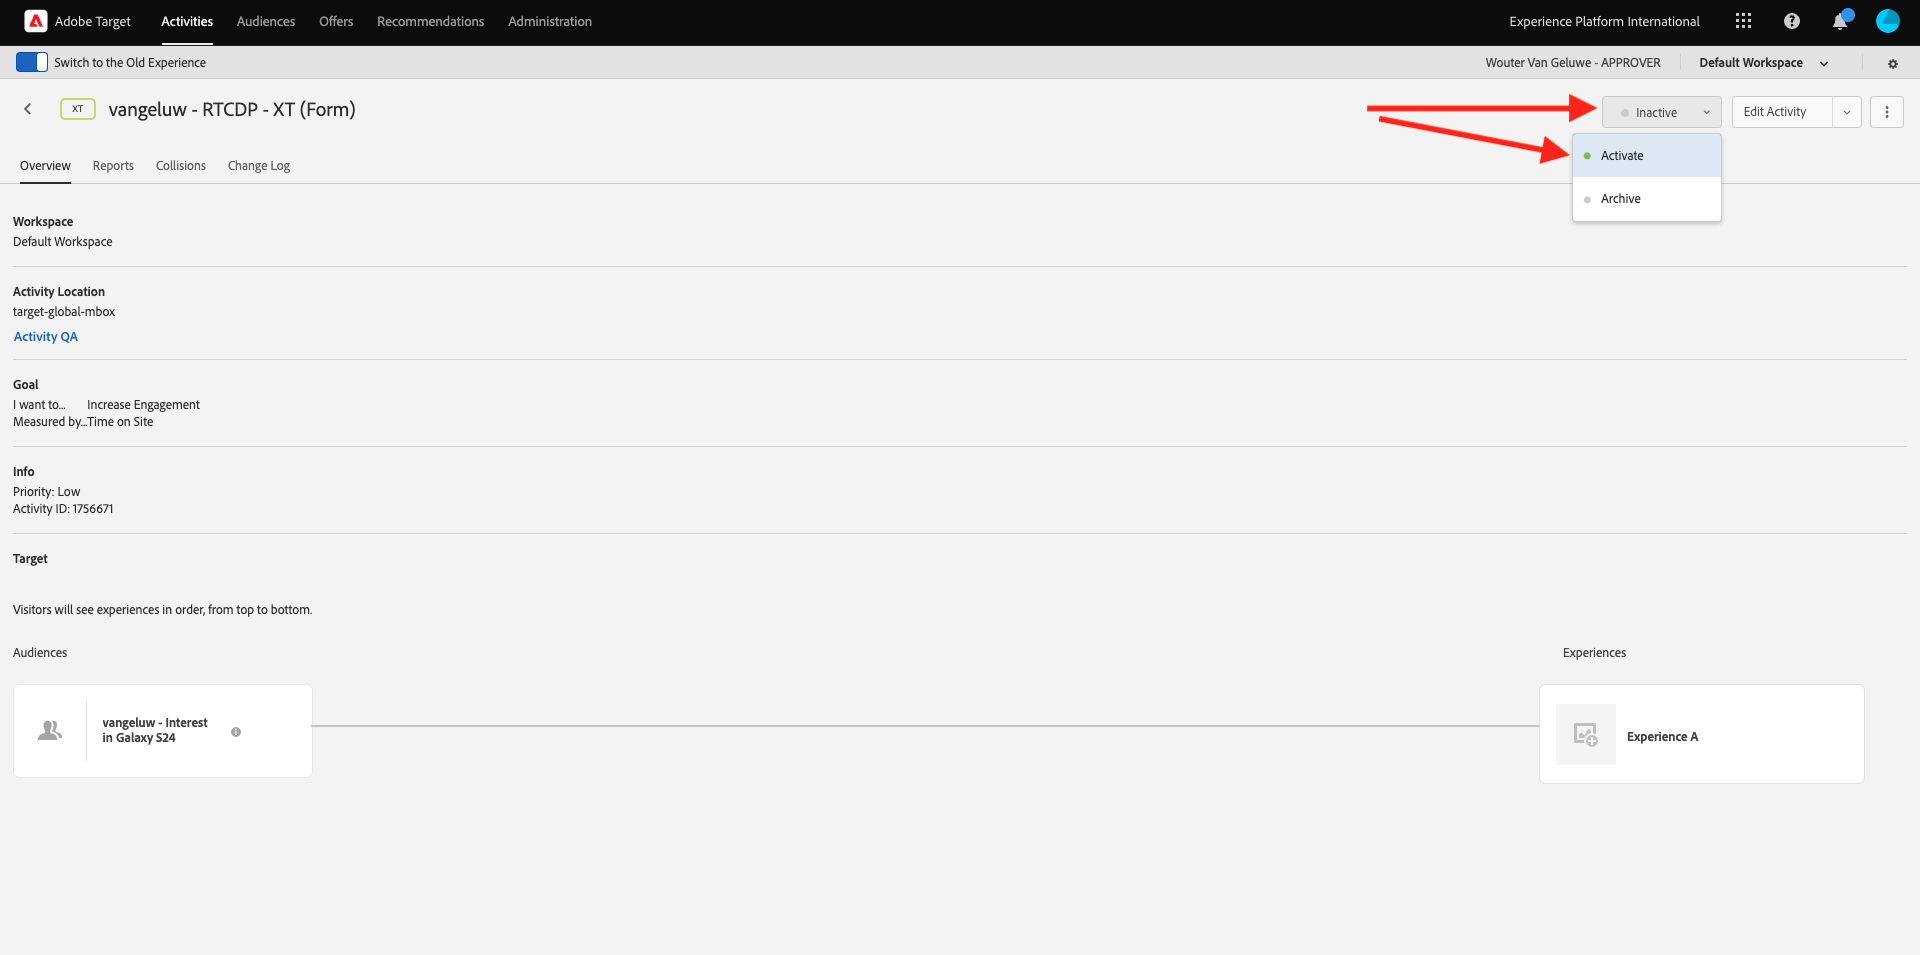 Adobe Target Activities Audiences Offers Recommendations Administration Experience Platform International
Switch to the Old Experience Wouter Van Geluwe - APPROVER Default Workspace
XT vangeluw - RTCDP - XT (Form) Inactive Edit Activity
Activate
Archive
Overview Reports Collisions Change Log
Workspace
Default Workspace
Activity Location
target-global-mbox
Activity QA
Goal
I want to... Increase Engagement
Measured by...Time on Site
Info
Priority: Low
Activity ID: 1756671
Target
Visitors will see experiences in order, from top to bottom.
Audiences Experiences
vangeluw - Interest
in Galaxy S24
Experience A